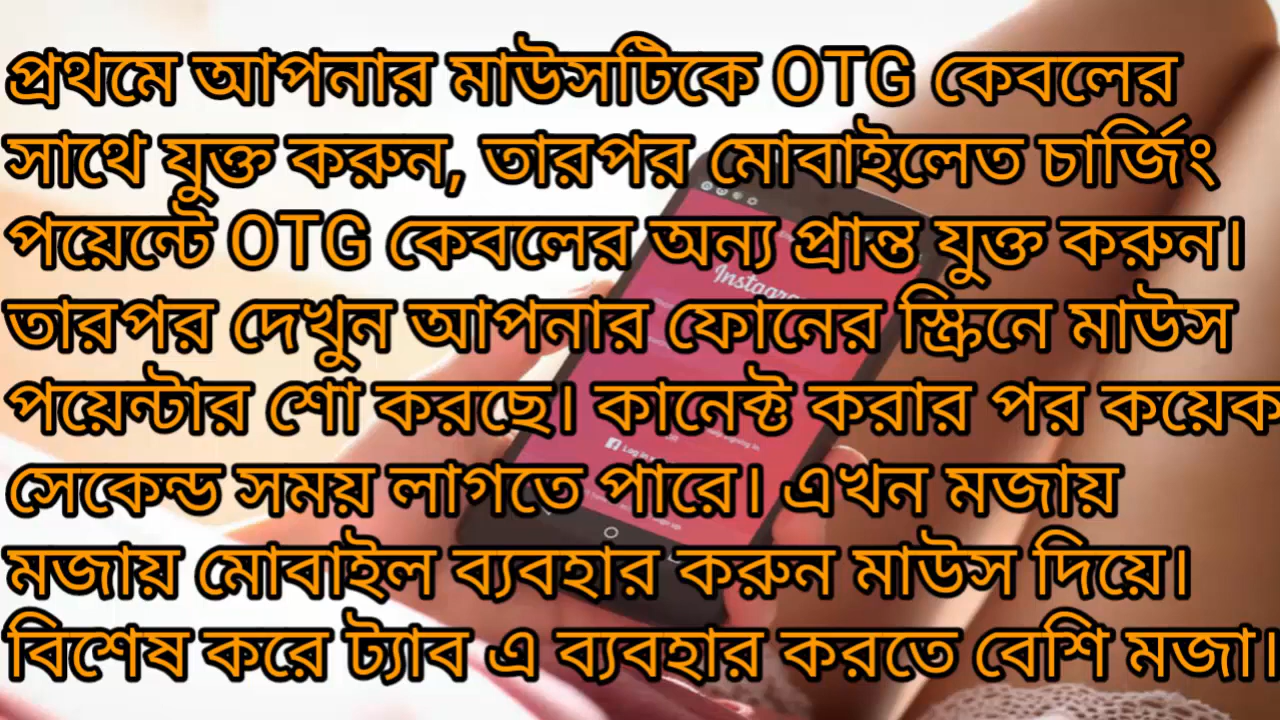 প্রথমে আপনার মাউসটিকে OTG কেবলের
সাথে যুক্ত করুন, তারপর মোবাইলেত চার্জিং
পয়েন্টে OTG কেবলের অন্য প্রান্ত যুক্ত করুন।
তারপর দেখুন আপনার ফোনের স্ক্রিনে মাউস
পয়েন্টার শো করছে। কানেক্ট করার পর কয়েক
সেকেন্ড সময় লাগতে পারে। এখন মজায়
মজায় মোবাইল ব্যবহার করুন মাউস দিয়ে।
বিশেষ করে ট্যাব এ ব্যবহার করতে বেশি মজা।